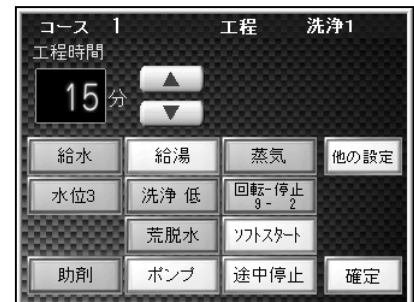 コース 1 工程 洗浄1
工程時間
15 分
給水 給湯 蒸気 他の設定
水位3 洗浄 低 回転-停止
9- 2
荒脱水 ソフトスタート
助剤 ポンプ 途中停止 確定